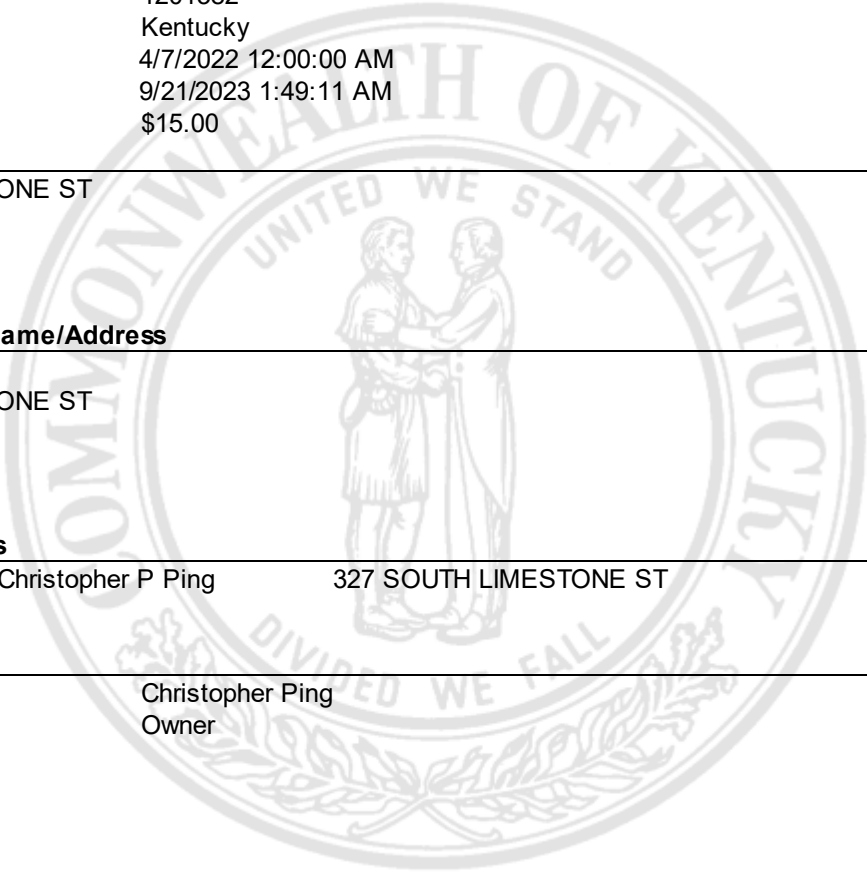 Kentucky
4/7/2022 12:00:00 AM
9/21/2023 1:49:11 AM
$15.00
ONE ST
ame/Address
ONE ST
s
Christopher P Ping 327 SOUTH LIMESTONE ST
Christopher Ping
Owner
COMMONWEALTH OF KENTUCKY
UNITED WE STAND
DIVIDED WE FALL